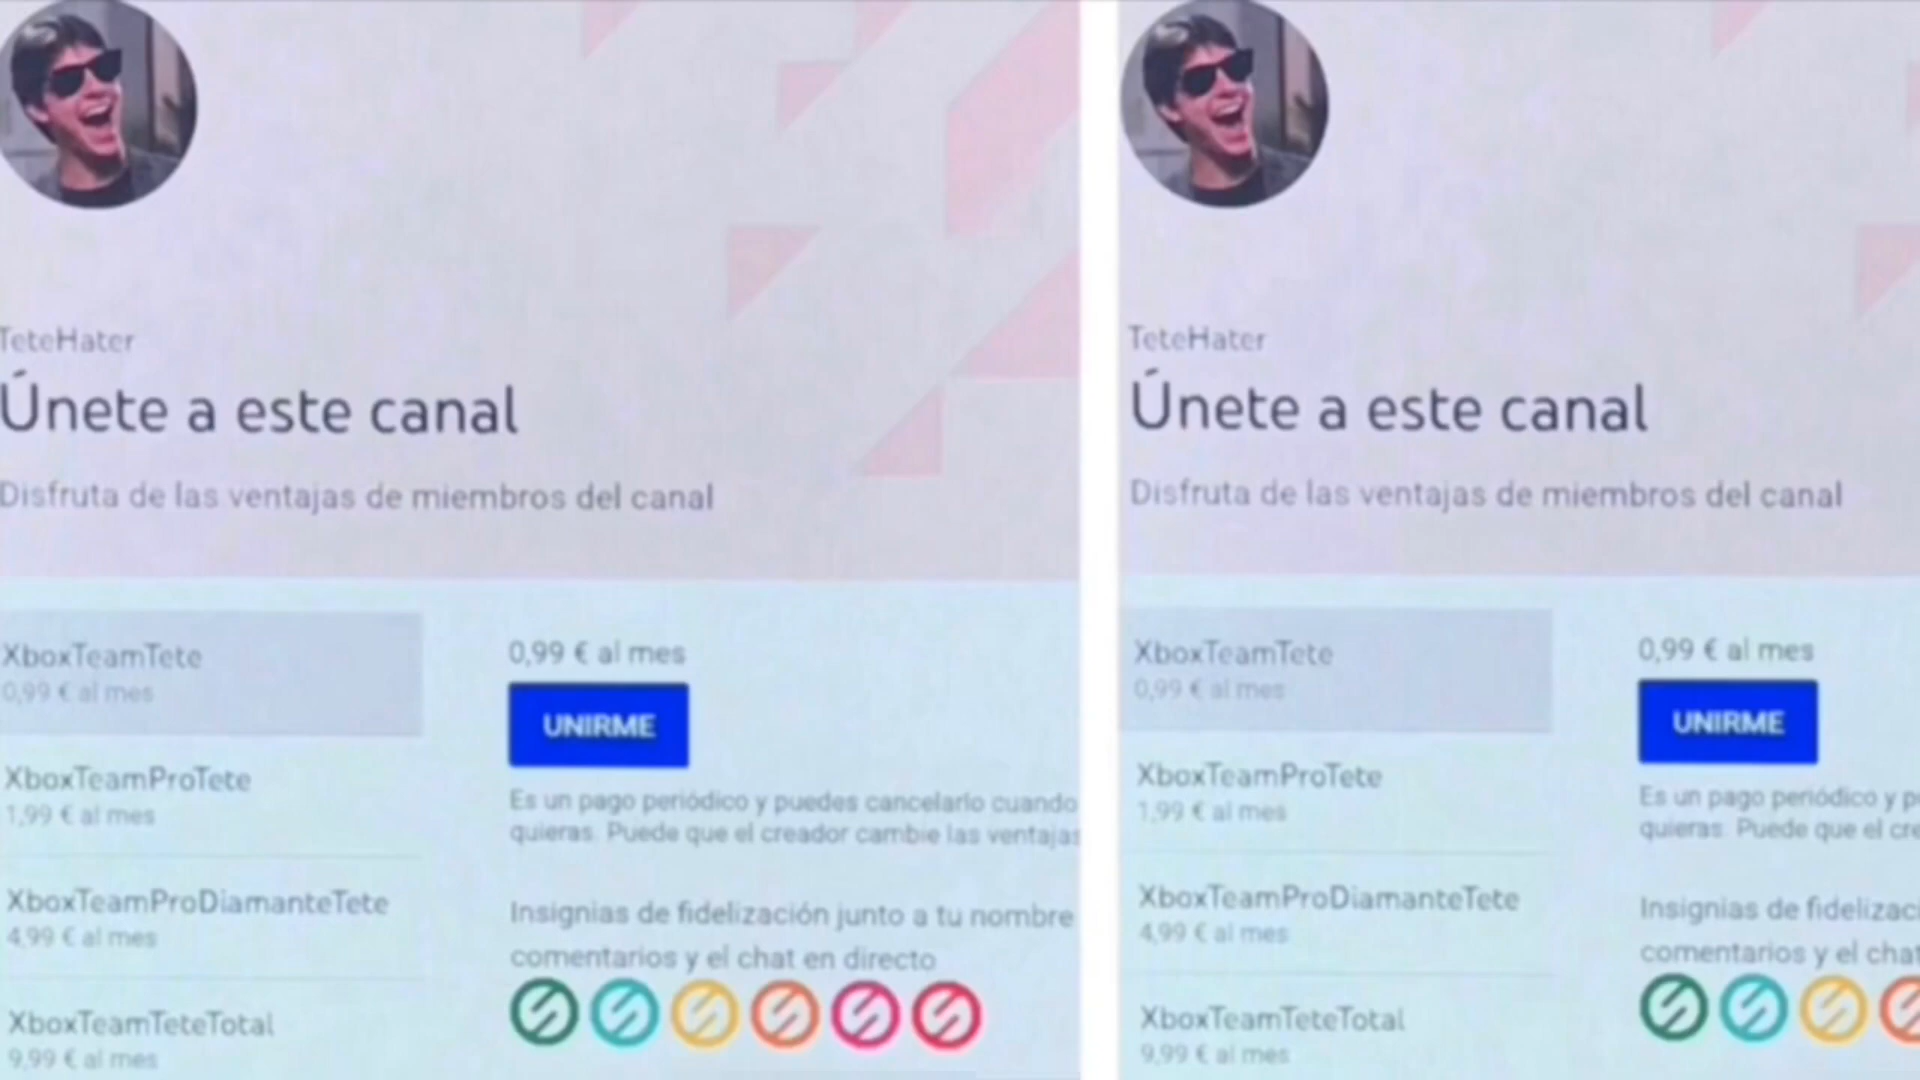 TeteHater
Únete a este canal
Disfruta de las ventajas de miembros del canal
XboxTeamTete
0,99 € al mes
XboxTeamProTete
1,99 € al mes
XboxTeamProDiamanteTete
4,99 € al mes
XboxTeamTeteTotal
9,99 € al mes
0,99 € al mes
UNIRME
Es un pago periódico y puedes cancelarlo cuando
quieras. Puede que el creador cambie las ventajas
Insignias de fidelización junto a tu nombre
comentarios y el chat en directo
TeteHater
Únete a este canal
Disfruta de las ventajas de miembros del canal
XboxTeamTete
0,99 € al mes
XboxTeamProTete
1,99 € al mes
XboxTeamProDiamanteTete
4,99 € al mes
XboxTeamTeteTotal
9,99 € al mes
0,99 € al mes
UNIRME
Es un pago periódico y
quieras. Puede que el
comentarios y el chat